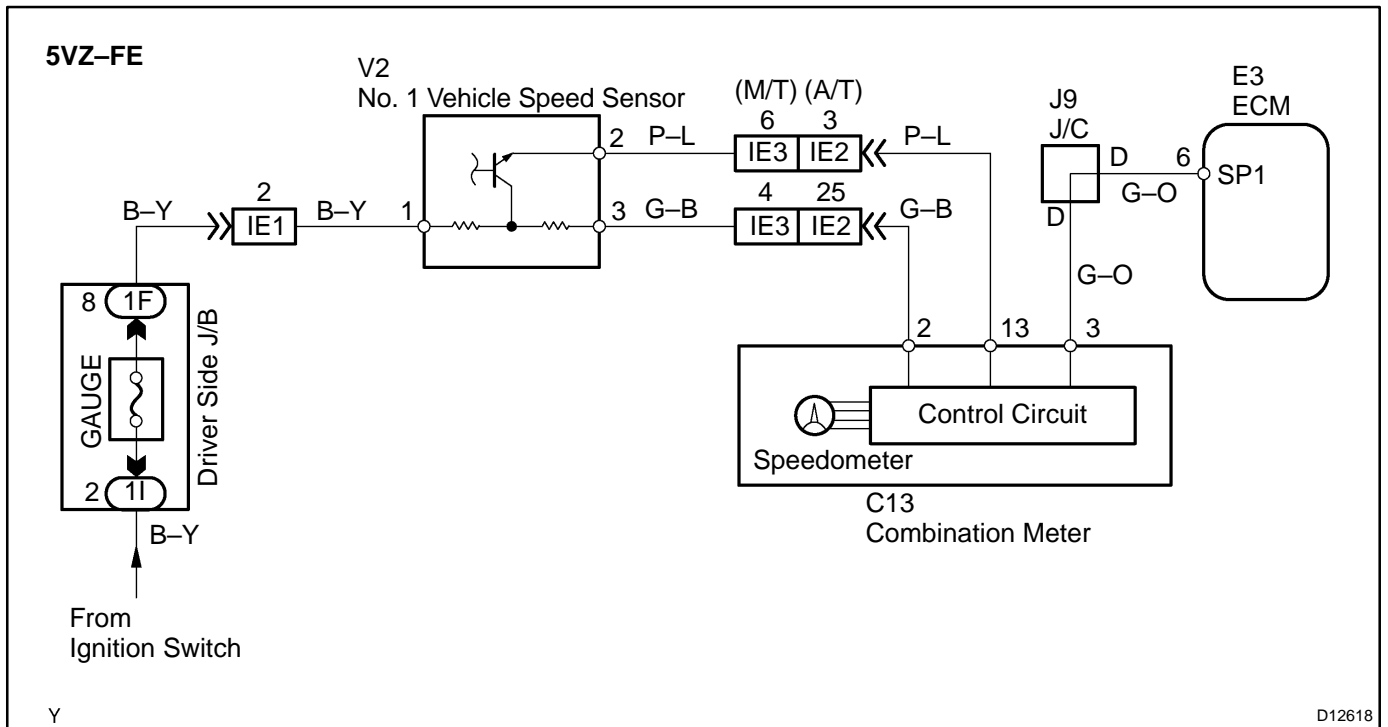 5VZ–FE
V2
No. 1 Vehicle Speed Sensor
(M/T) (A/T)
J9
J/C
E3
ECM
2 P–L
6 3
IE3 IE2
P–L
D
6
SP1
G–O
D
B–Y
2
IE1
B–Y
1
3 G–B
4 25
IE3 IE2
G–B
G–O
8 1F
GAUGE
Driver Side J/B
2 1I
B–Y
From
Ignition Switch
2 13 3
Control Circuit
Speedometer
C13
Combination Meter
Y
D12618